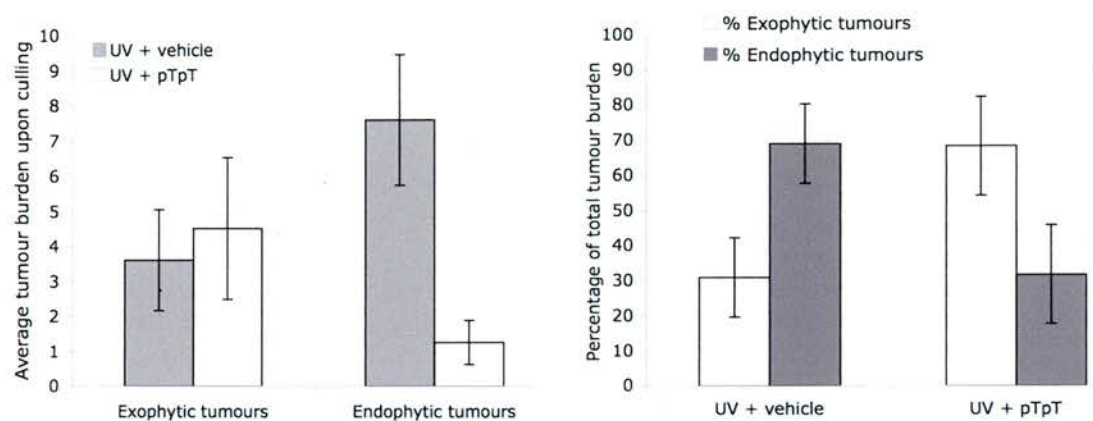 Average tumour burden upon culling
10
9
8
7
6
5
4
3
2
1
0
UV + vehicle
UV + pTpT
Exophytic tumours
Endophytic tumours
Percentage of total tumour burden
100
90
80
70
60
50
40
30
20
10
0
% Exophytic tumours
% Endophytic tumours
UV + vehicle
UV + pTpT